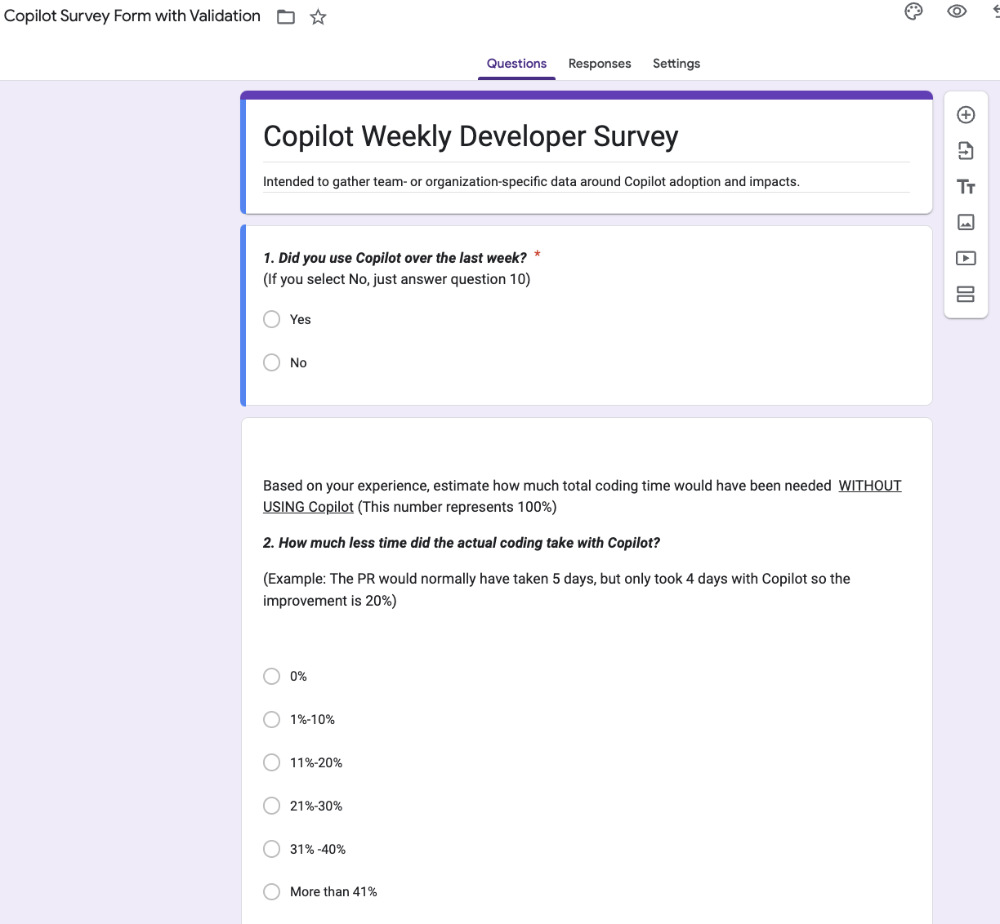 Copilot Survey Form with Validation
Questions Responses Settings
Copilot Weekly Developer Survey
Intended to gather team- or organization-specific data around Copilot adoption and impacts.
1. Did you use Copilot over the last week? *
(If you select No, just answer question 10)
Yes
No
Based on your experience, estimate how much total coding time would have been needed WITHOUT
USING Copilot (This number represents 100%)
2. How much less time did the actual coding take with Copilot?
(Example: The PR would normally have taken 5 days, but only took 4 days with Copilot so the
improvement is 20%)
0%
1%-10%
11%-20%
21%-30%
31% -40%
More than 41%
Tт